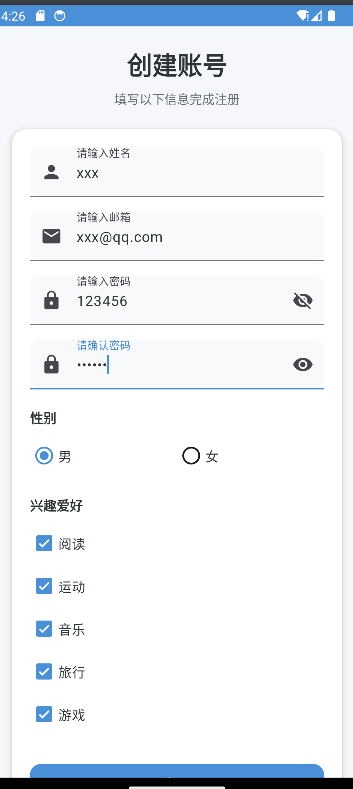 4:26
创建账号
填写以下信息完成注册
请输入姓名
xxx
请输入邮箱
xxx@qq.com
请输入密码
123456
请确认密码
••••••
性别
男
女
兴趣爱好
阅读
运动
音乐
旅行
游戏